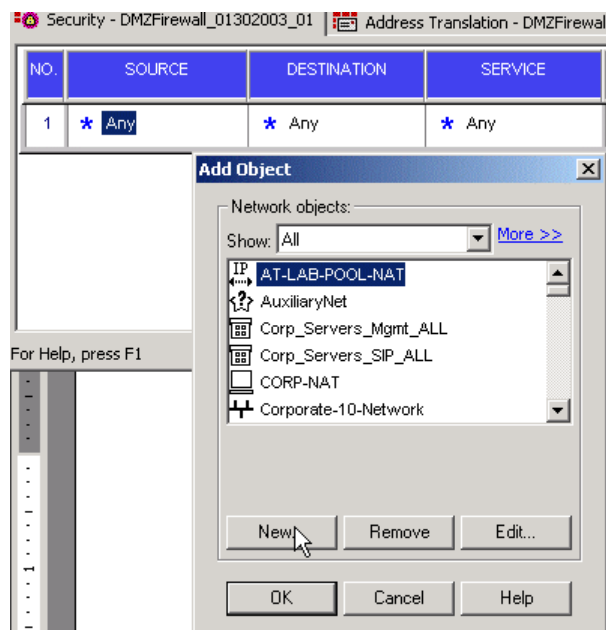 Security - DMZFirewall_01302003_01 Address Translation - DMZFirewal
NO. SOURCE DESTINATION SERVICE
1 * Any * Any * Any
Add Object
Network objects:
Show: All More >>
IP AT-LAB-POOL-NAT
AuxiliaryNet
Corp_Servers_Mgmt_ALL
Corp_Servers_SIP_ALL
CORP-NAT
Corporate-10-Network
For Help, press F1
New... Remove Edit...
OK Cancel Help
1